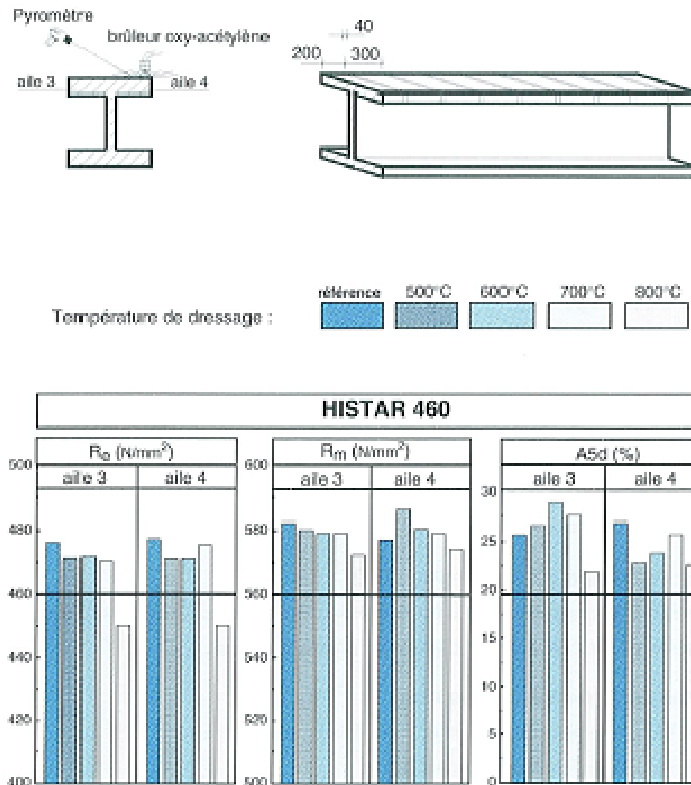 Pyromètre
brûleur oxy-acétylène
aile 3
aile 4
40
200
300
référence
500°C
600°C
700°C
800°C
Température de dressage :
HISTAR 460
Re (N/mm²)
Rm (N/mm²)
A5d (%)
aile 3
aile 4
aile 3
aile 4
aile 3
aile 4
500
480
460
440
420
400
600
580
560
540
520
500
30
25
20
15
10
5
0